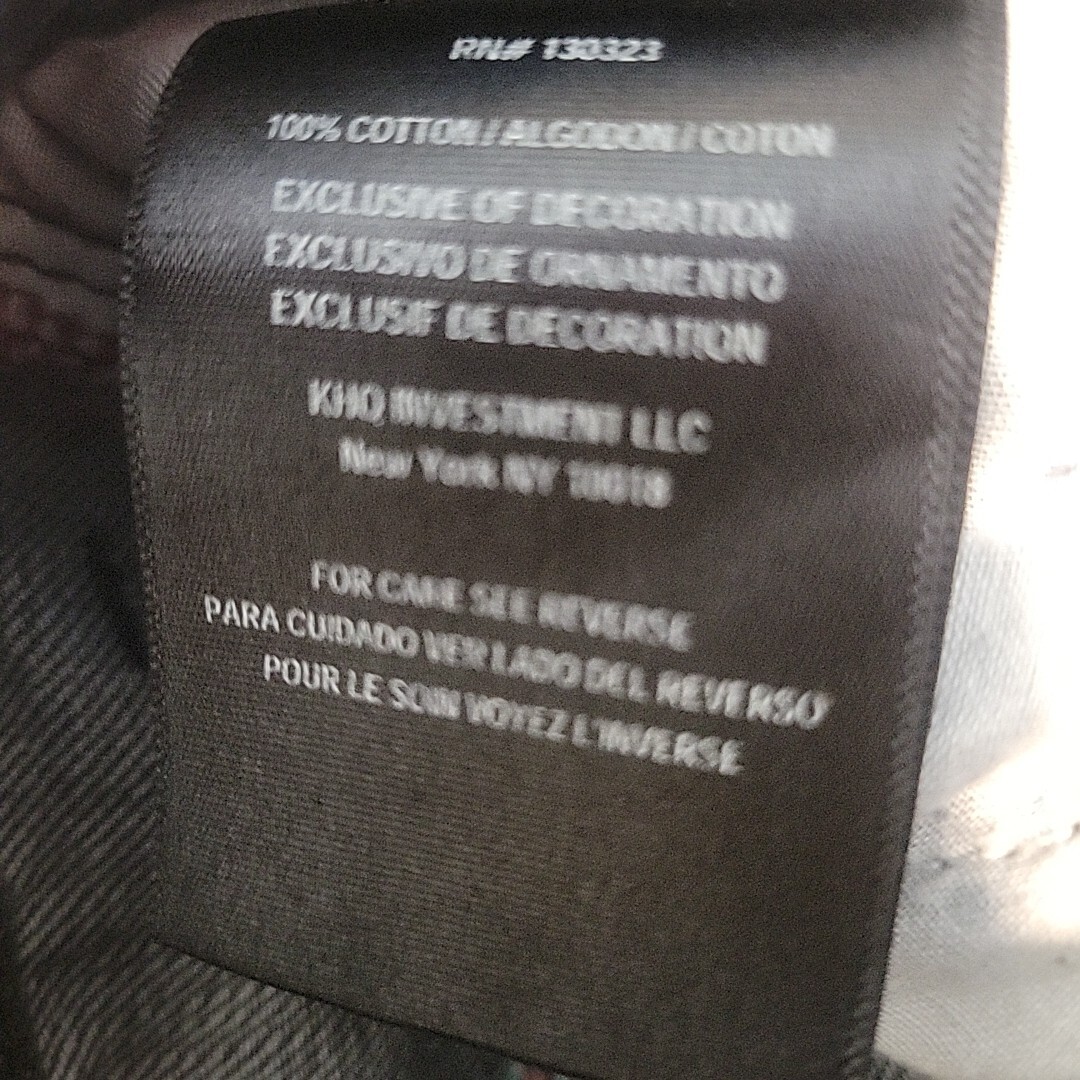 RN# 130323
100% COTTON / ALGODON / COTON
EXCLUSIVE OF DECORATION
EXCLUSIVO DE ORNAMENTO
EXCLUSIF DE DECORATION
KHQ INVESTMENT LLC
New York NY 10018
FOR CARE SEE REVERSE
PARA CUIDADO VER LADO DEL REVERSO
POUR LE SOIN VOYEZ L'INVERSE